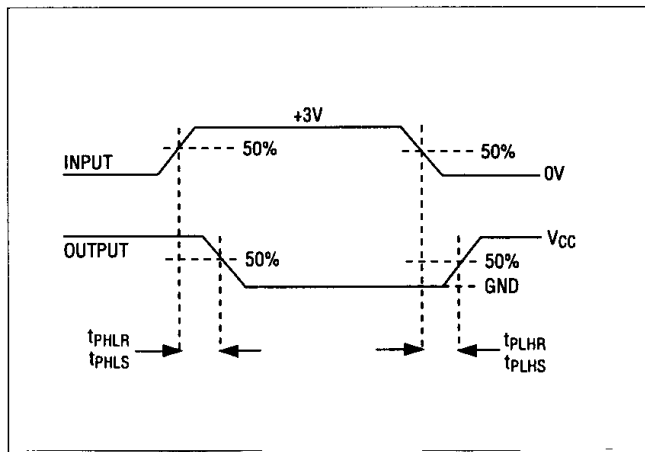 +3V
INPUT
50%
50%
0V
OUTPUT
50%
50%
VCC
GND
tPHLR
tPHLS
tPLHR
tPLHS